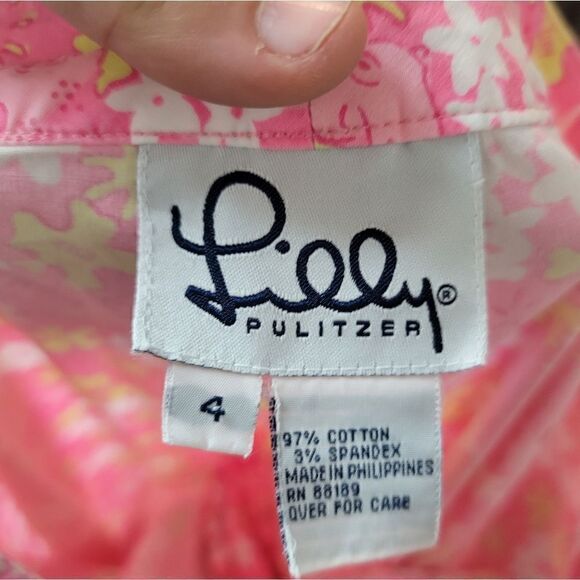 Lilly®
PULITZER
4
97% COTTON
3% SPANDEX
MADE IN PHILIPPINES
RN 88189
OVER FOR CARE